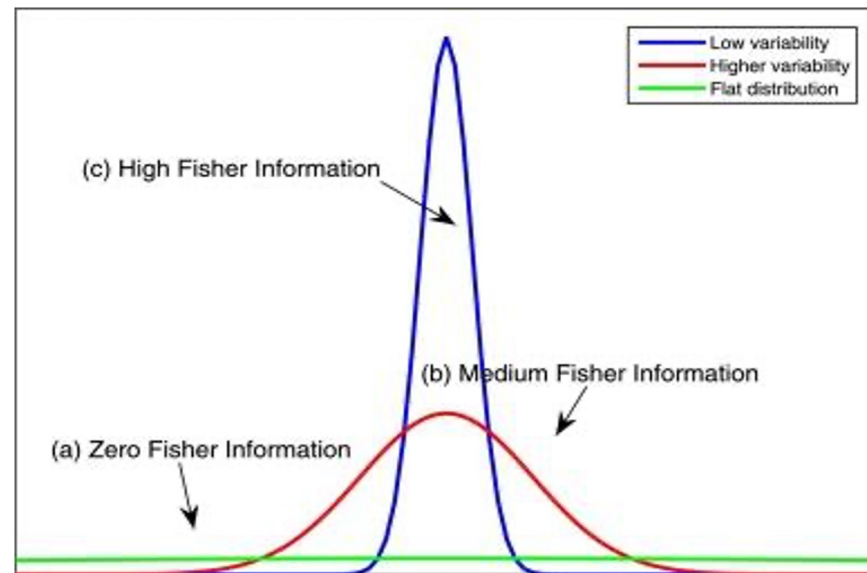 Low variability
Higher variability
Flat distribution
(c) High Fisher Information
(b) Medium Fisher Information
(a) Zero Fisher Information